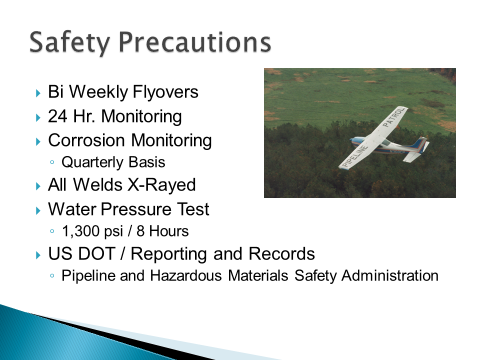 Safety Precautions
Bi Weekly Flyovers
24 Hr. Monitoring
Corrosion Monitoring
Quarterly Basis
All Welds X-Rayed
Water Pressure Test
1,300 psi / 8 Hours
US DOT / Reporting and Records
Pipeline and Hazardous Materials Safety Administration
PIPELINE PATROL